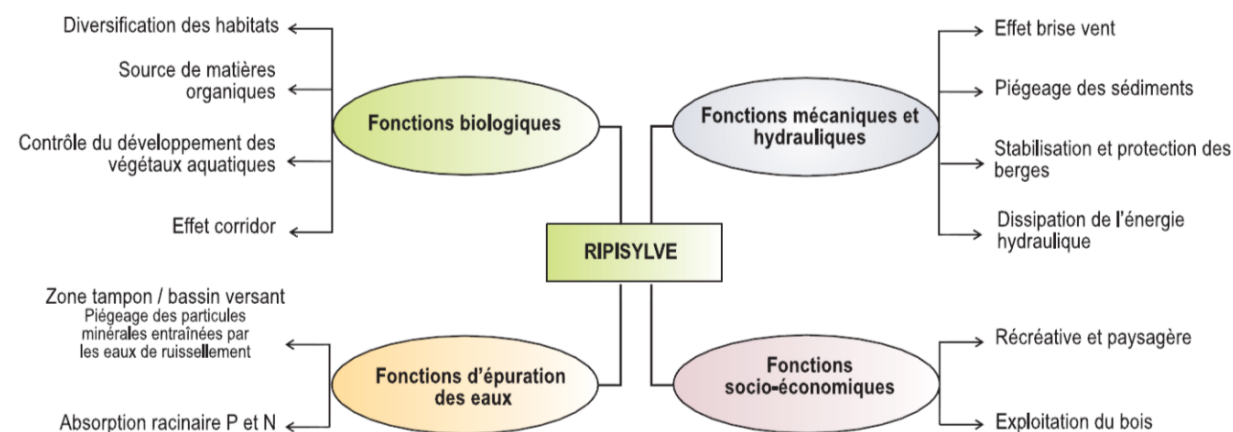 Diversification des habitats
Source de matières
organiques
Contrôle du développement des
végétaux aquatiques
Effet corridor
Fonctions biologiques
Fonctions mécaniques et
hydrauliques
Effet brise vent
Piégeage des sédiments
Stabilisation et protection des
berges
Dissipation de l'énergie
hydraulique
RIPISYLVE
Zone tampon / bassin versant
Piégeage des particules
minérales entraînées par
les eaux de ruissellement
Absorption racinaire P et N
Fonctions d'épuration
des eaux
Fonctions
socio-économiques
Récréative et paysagère
Exploitation du bois